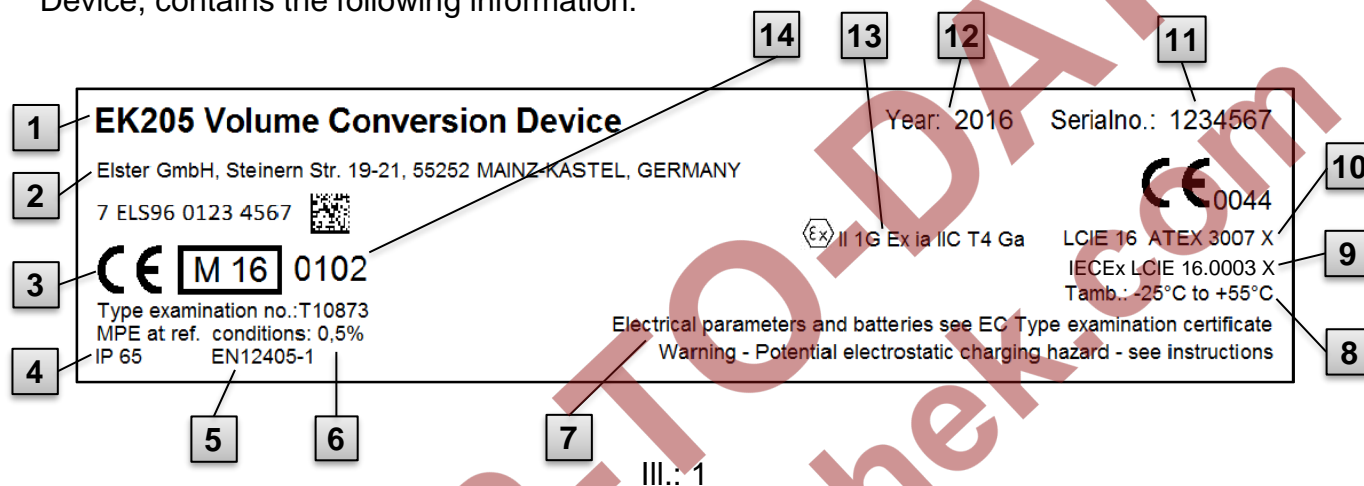 Device, contains the following information:
14 13 12 11
1 EK205 Volume Conversion Device Year: 2016 Serialno.: 1234567
2 Elster GmbH, Steinern Str. 19-21, 55252 MAINZ-KASTEL, GERMANY
7 ELS96 0123 4567
CE 0044 10
3 CE M 16 0102
Ex II 1G Ex ia IIC T4 Ga LCIE 16 ATEX 3007 X
IECEx LCIE 16.0003 X 9
Tamb.: -25°C to +55°C
Type examination no.:T10873
MPE at ref. conditions: 0,5% Electrical parameters and batteries see EC Type examination certificate
4 IP 65 EN12405-1 Warning - Potential electrostatic charging hazard - see instructions 8
5 6 7
Ill.: 1